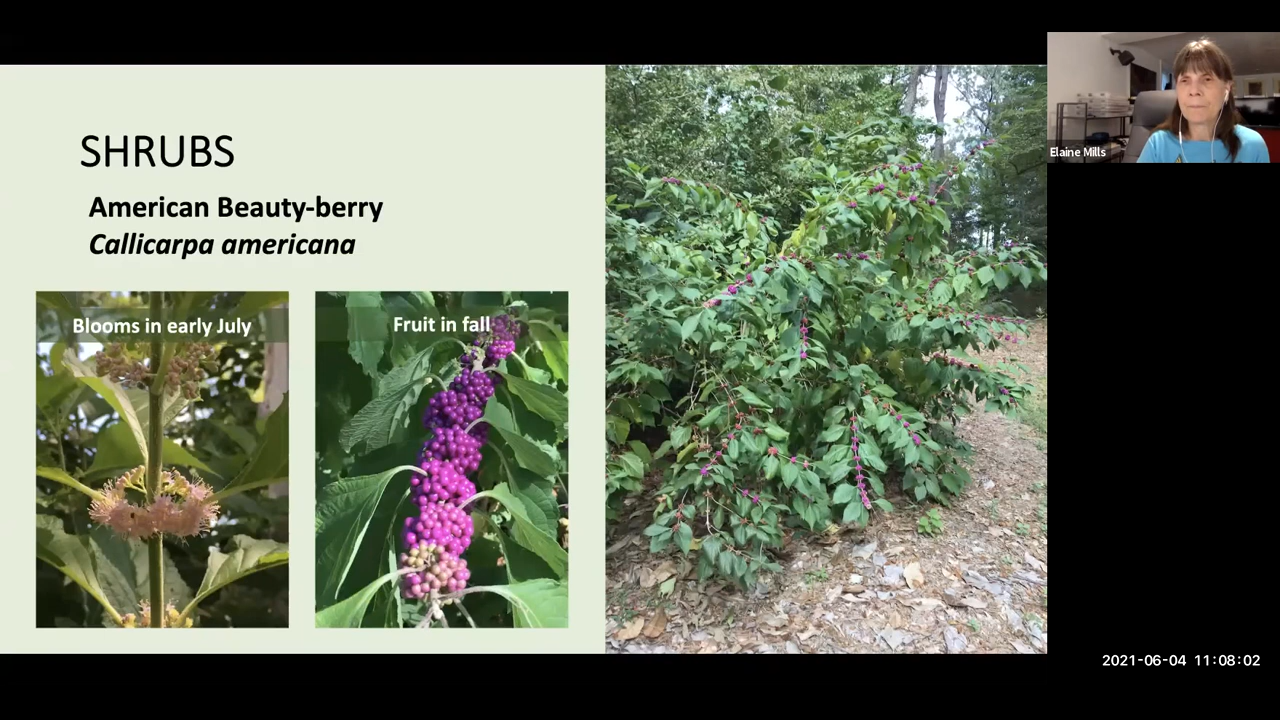 SHRUBS
American Beauty-berry
Callicarpa americana
Blooms in early July
Fruit in fall
Elaine Mills
2021-06-04 11:08:02